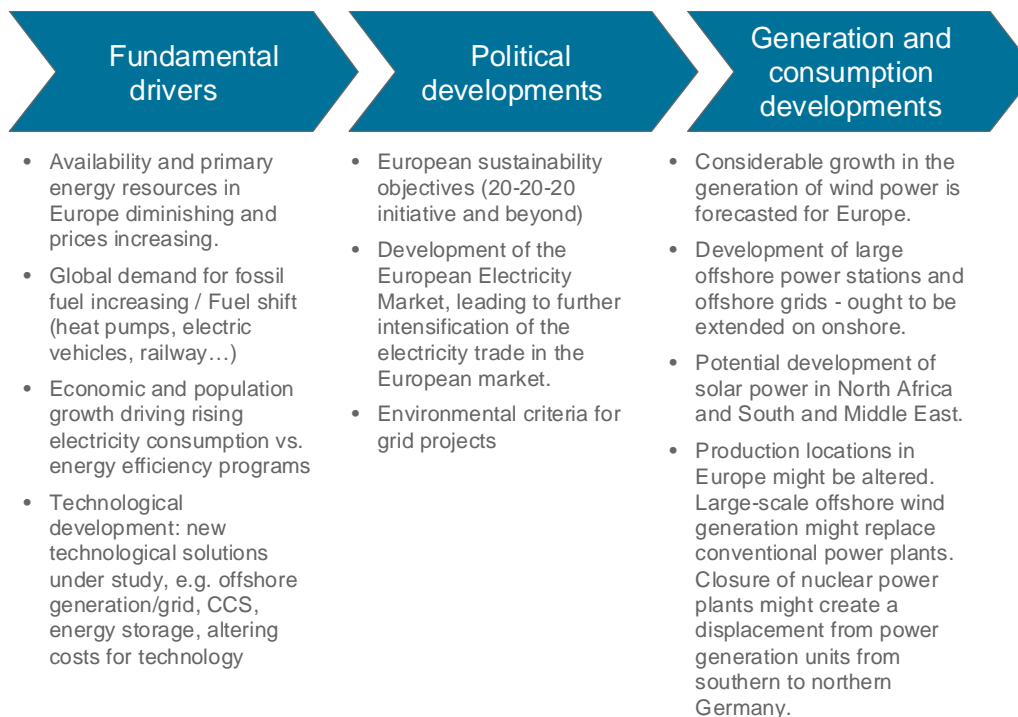 Fundamental
drivers
• Availability and primary
energy resources in
Europe diminishing and
prices increasing.
• Global demand for fossil
fuel increasing / Fuel shift
(heat pumps, electric
vehicles, railway…)
• Economic and population
growth driving rising
electricity consumption vs.
energy efficiency programs
• Technological
development: new
technological solutions
under study, e.g. offshore
generation/grid, CCS,
energy storage, altering
costs for technology
Political
developments
• European sustainability
objectives (20-20-20
initiative and beyond)
• Development of the
European Electricity
Market, leading to further
intensification of the
electricity trade in the
European market.
• Environmental criteria for
grid projects
Generation and
consumption
developments
• Considerable growth in the
generation of wind power is
forecasted for Europe.
• Development of large
offshore power stations and
offshore grids - ought to be
extended on onshore.
• Potential development of
solar power in North Africa
and South and Middle East.
• Production locations in
Europe might be altered.
Large-scale offshore wind
generation might replace
conventional power plants.
Closure of nuclear power
plants might create a
displacement from power
generation units from
southern to northern
Germany.